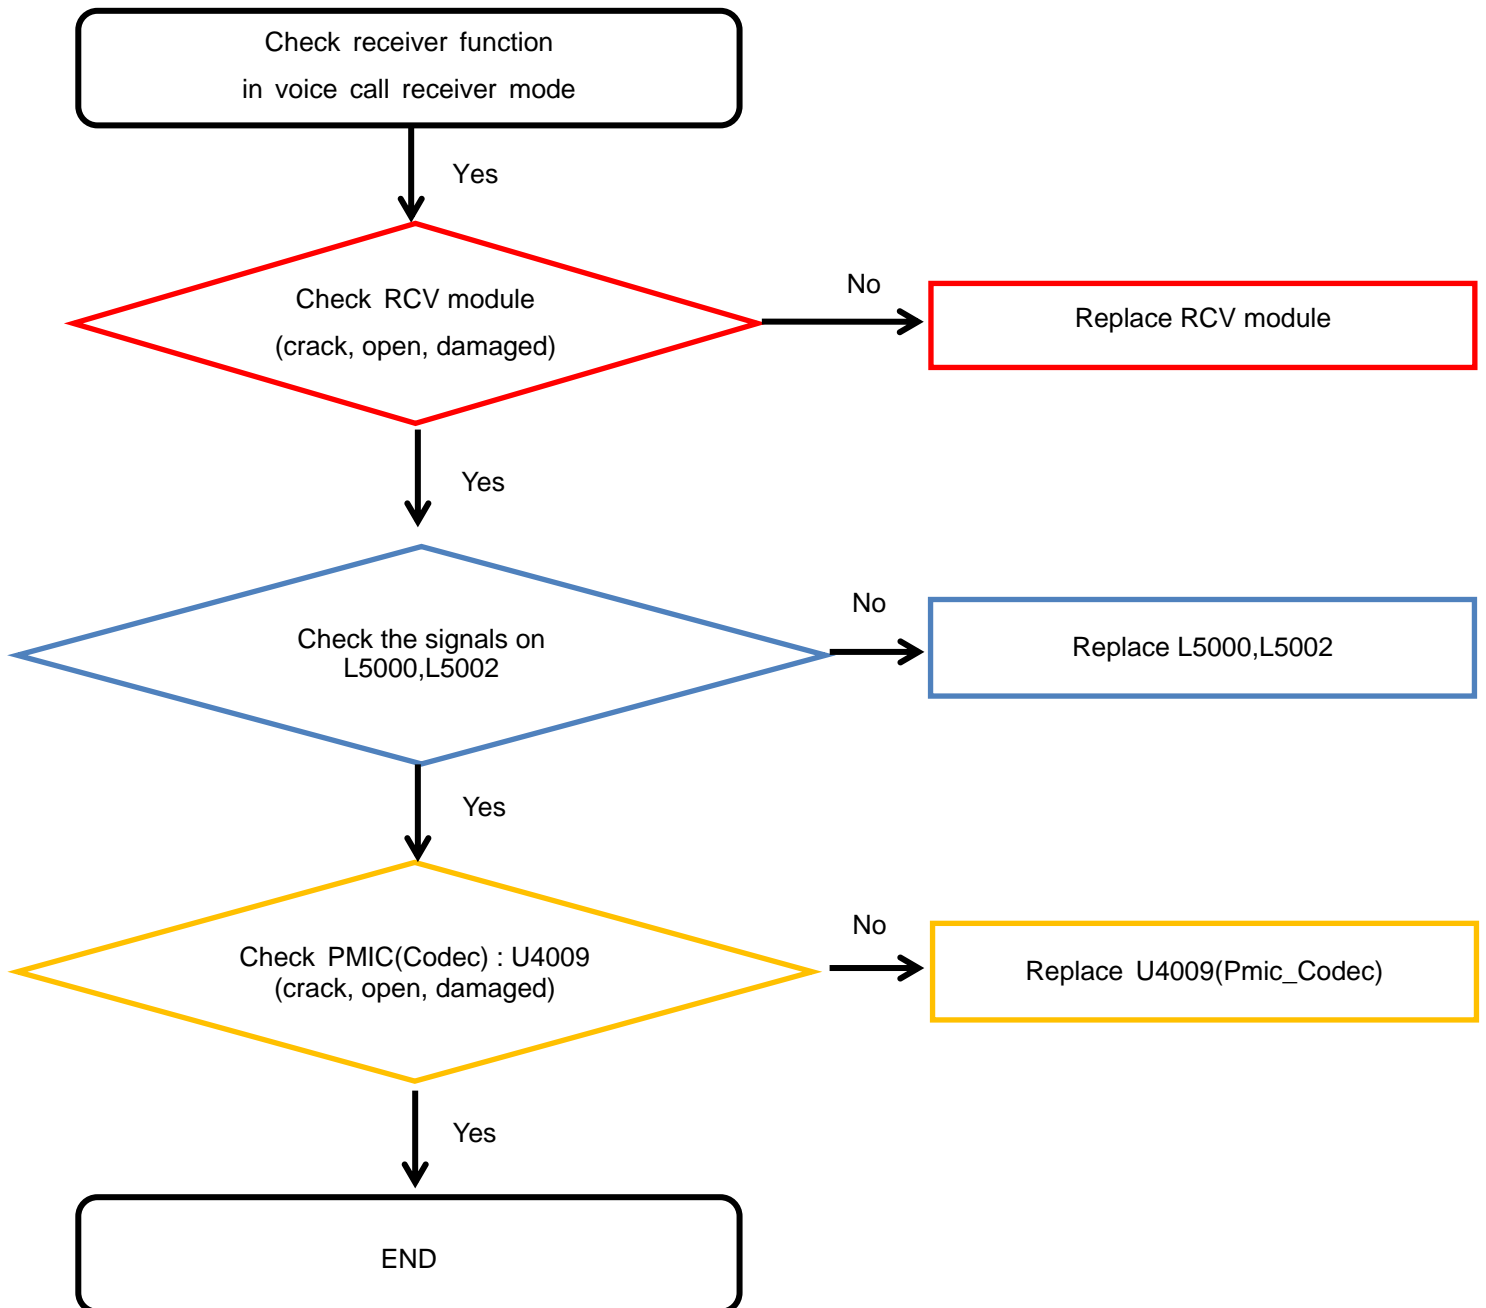 Check receiver function
in voice call receiver mode
Yes
Check RCV module
(crack, open, damaged)
No
Replace RCV module
Yes
Check the signals on
L5000,L5002
No
Replace L5000,L5002
Yes
Check PMIC(Codec) : U4009
(crack, open, damaged)
No
Replace U4009(Pmic_Codec)
Yes
END